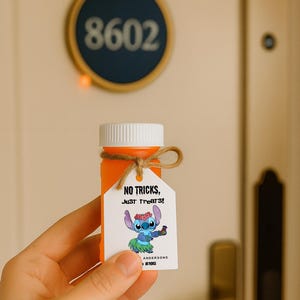 8602
NO TRICKS,
JUST TREATS!
ANDERSONS